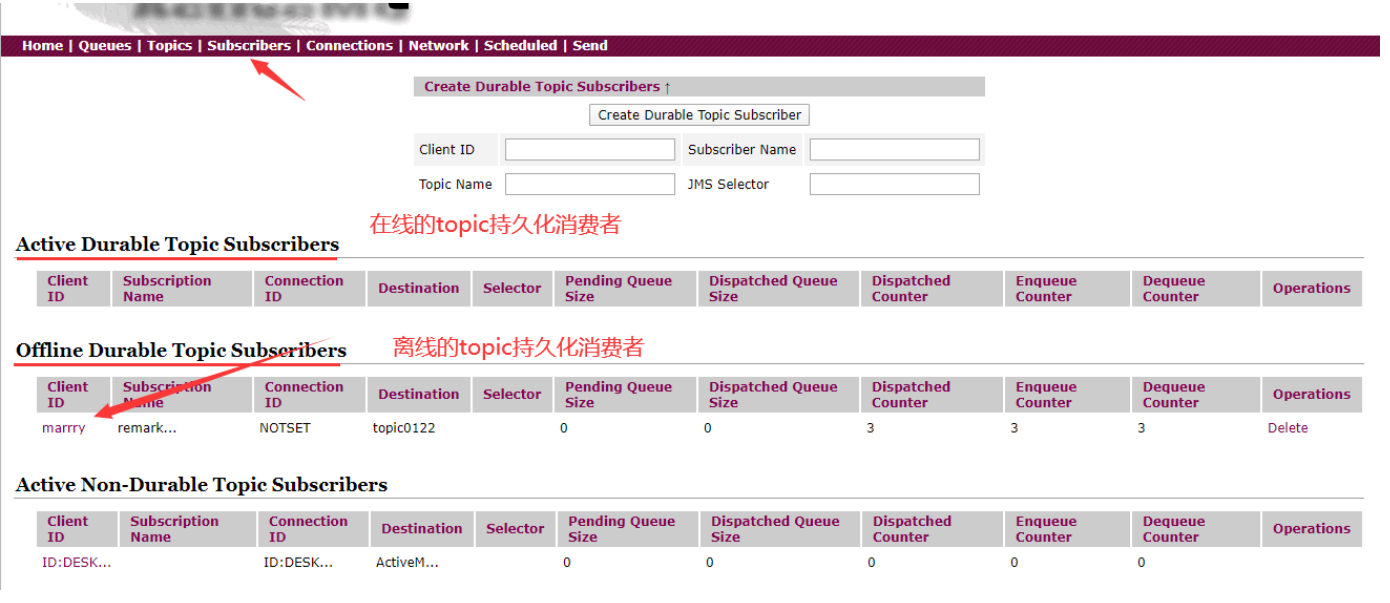 Home | Queues | Topics | Subscribers | Connections | Network | Scheduled | Send
Create Durable Topic Subscribers ↑
Create Durable Topic Subscriber
Client ID Subscriber Name
Topic Name JMS Selector
在线的topic持久化消费者
Active Durable Topic Subscribers
Client ID Subscription Name Connection ID Destination Selector Pending Queue Size Dispatched Queue Size Dispatched Counter Enqueue Counter Dequeue Counter Operations
Offline Durable Topic Subscribers
离线的topic持久化消费者
Client ID Subscription Name Connection ID Destination Selector Pending Queue Size Dispatched Queue Size Dispatched Counter Enqueue Counter Dequeue Counter Operations
marrry remark... NOTSET topic0122 0 0 3 3 3 Delete
Active Non-Durable Topic Subscribers
Client ID Subscription Name Connection ID Destination Selector Pending Queue Size Dispatched Queue Size Dispatched Counter Enqueue Counter Dequeue Counter Operations
ID:DESK... ID:DESK... ActiveM... 0 0 0 0 0